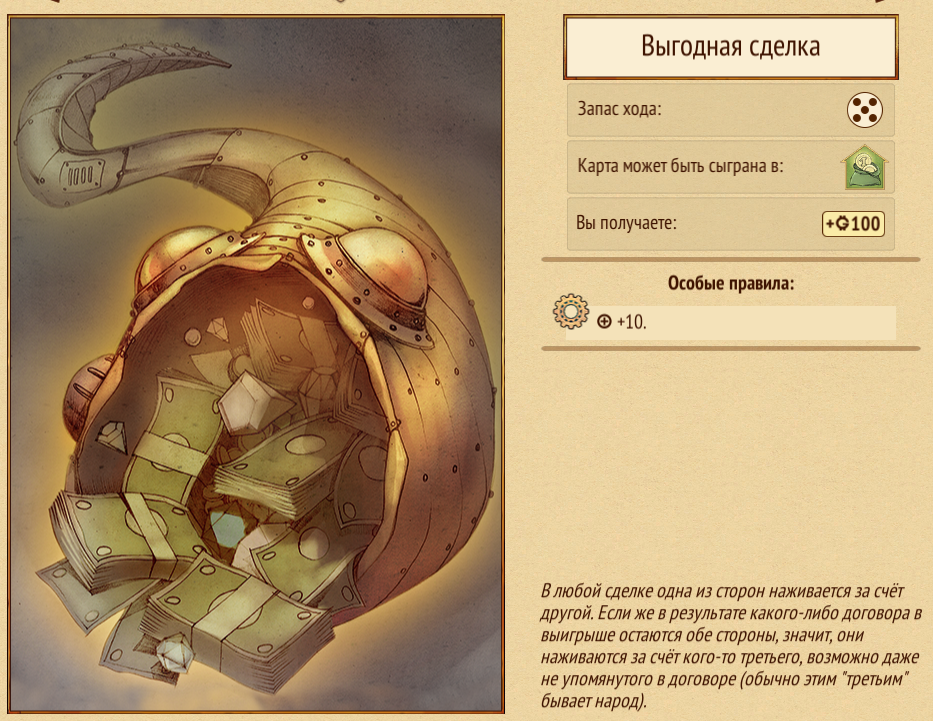 Выгодная сделка
Запас хода:
Карта может быть сыграна в:
Вы получаете:
+100
Особые правила:
+10.
В любой сделке одна из сторон наживается за счёт
другой. Если же в результате какого-либо договора в
выигрыше остаются обе стороны, значит, они
наживаются за счёт кого-то третьего, возможно даже
не упомянутого в договоре (обычно этим "третьим"
бывает народ).